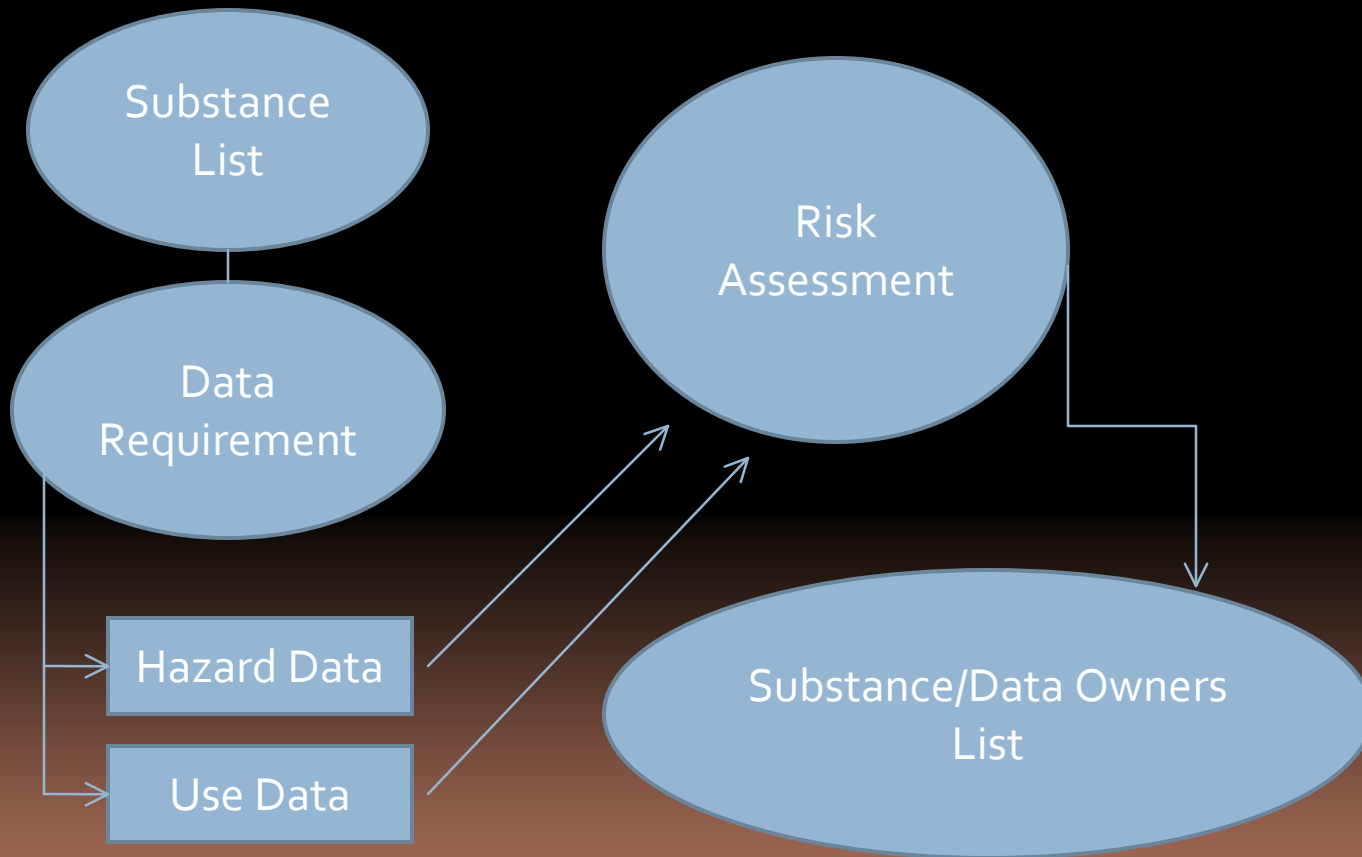 Substance
List
Data
Requirement
Hazard Data
Use Data
Risk
Assessment
Substance/Data Owners
List